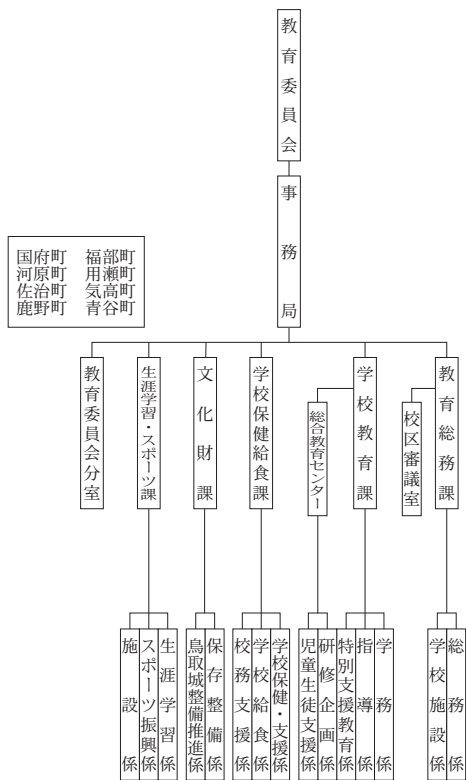 教育委員会
事務局
国府町 福部町
河原町 用瀬町
佐治町 気高町
鹿野町 青谷町
教育総務課
校区審議室
学校教育課
総合教育センター
学校保健給食課
文化財課
生涯学習・スポーツ課
教育委員会分室
総務係
学校施設係
学務係
指導係
特別支援教育係
研修企画係
児童生徒支援係
学校保健・支援係
学校給食係
校務支援係
保存整備係
鳥取城整備推進係
生涯学習係
スポーツ振興係
施設係